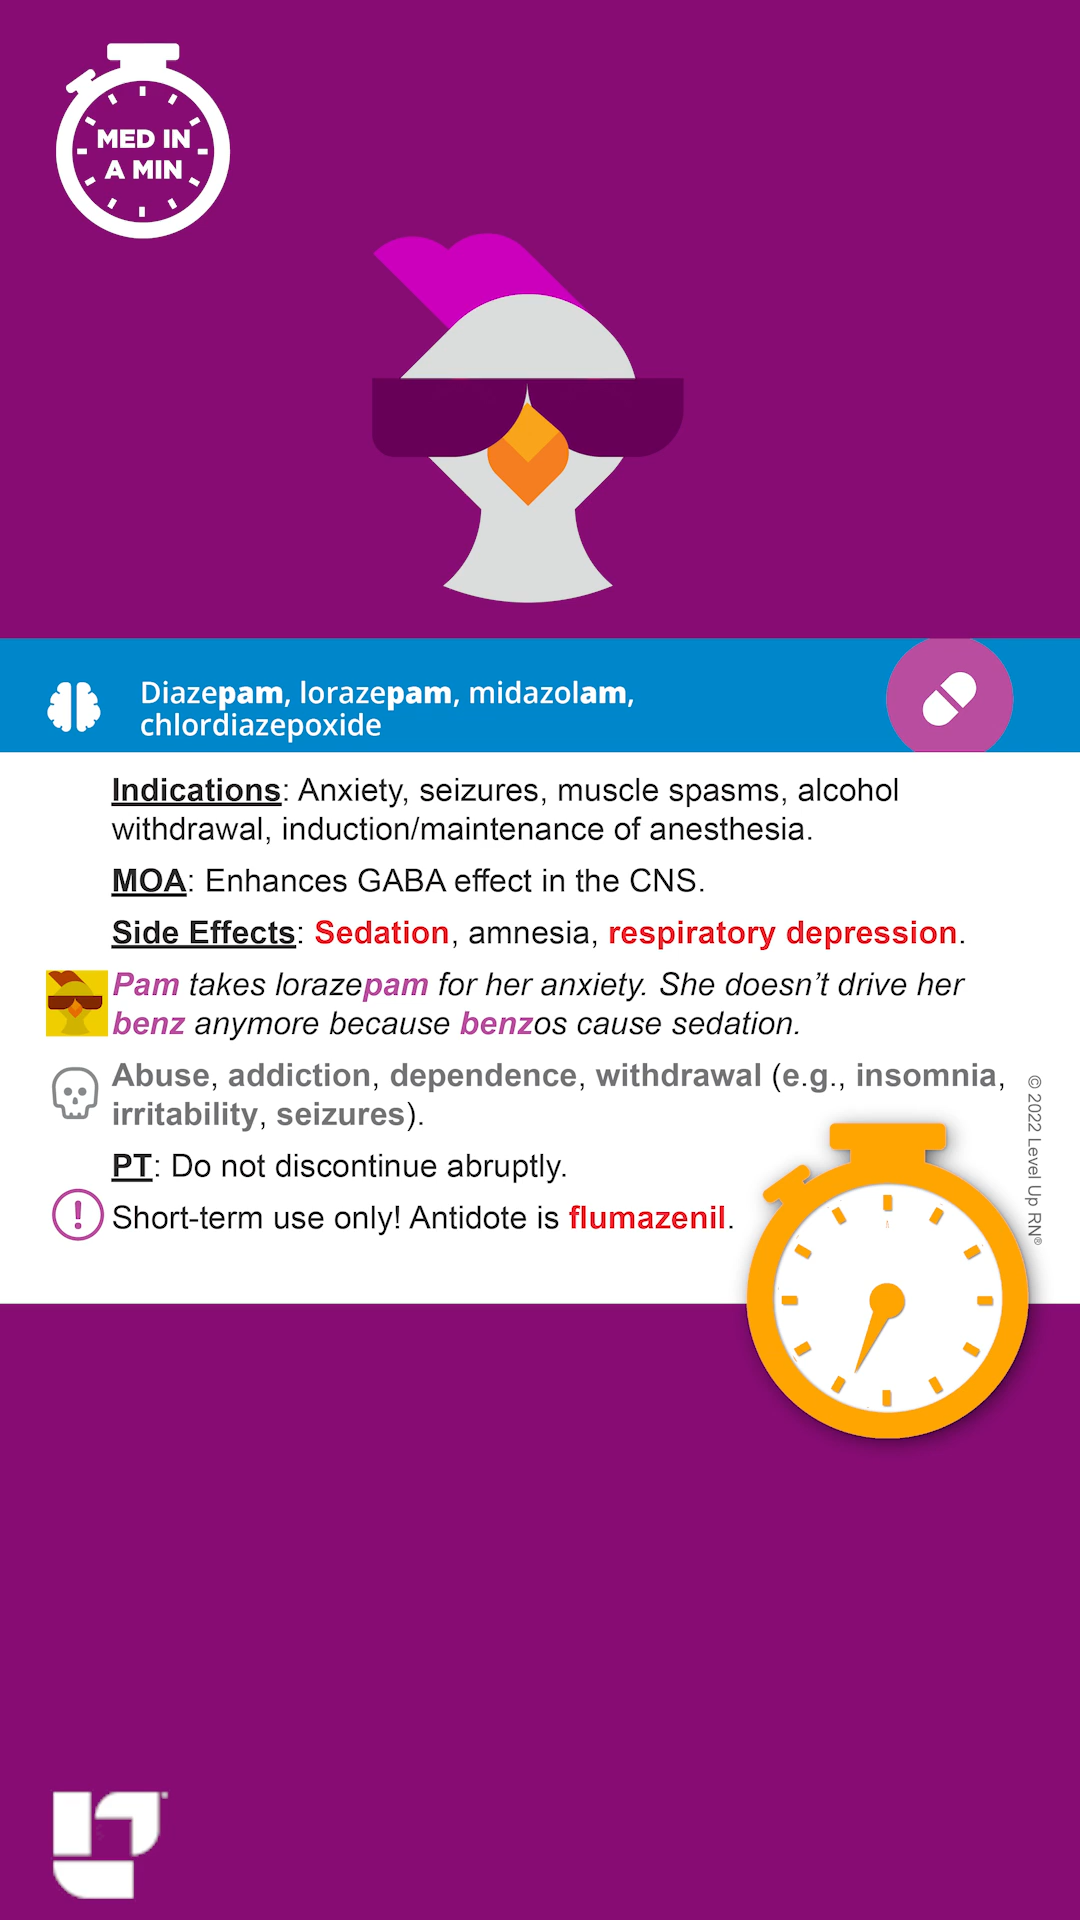 MED IN
A MIN
Diazepam, lorazepam, midazolam,
chlordiazepoxide
Indications: Anxiety, seizures, muscle spasms, alcohol
withdrawal, induction/maintenance of anesthesia.
MOA: Enhances GABA effect in the CNS.
Side Effects: Sedation, amnesia, respiratory depression.
Pam takes lorazepam for her anxiety. She doesn’t drive her
benz anymore because benzos cause sedation.
Abuse, addiction, dependence, withdrawal (e.g., insomnia,
irritability, seizures).
PT: Do not discontinue abruptly.
Short-term use only! Antidote is flumazenil.
© 2022 Level Up RN®